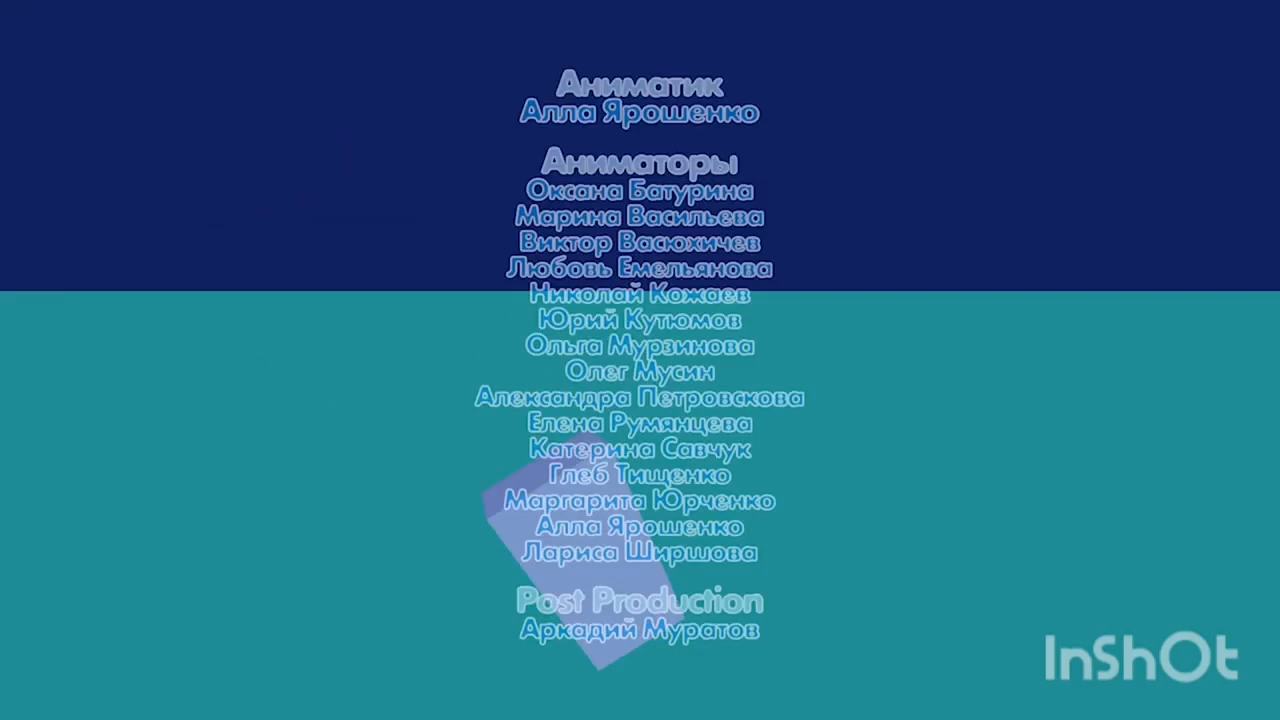 Аниматик
Алла Ярошенко
Аниматоры
Оксана Батурина
Марина Васильева
Виктор Васюхичев
Любовь Емельянова
Николай Кожаев
Юрий Кутюмов
Ольга Мурзинова
Олег Мусин
Александра Петровскова
Елена Румянцева
Катерина Савчук
Глеб Тищенко
Маргарита Юрченко
Алла Ярошенко
Лариса Ширшова
Post Production
Аркадий Муратов
InShOt